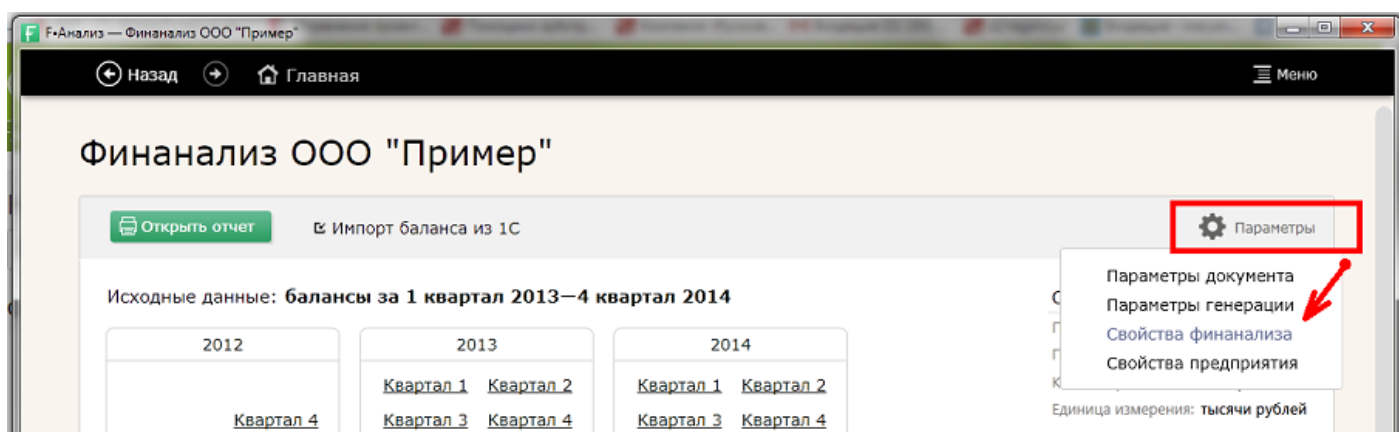 F•Анализ — Финанализ ООО "Пример"
Назад Главная Меню
Финанализ ООО "Пример"
Открыть отчет Импорт баланса из 1С Параметры
Параметры документа
Параметры генерации
Свойства финанализа
Свойства предприятия
Исходные данные: балансы за 1 квартал 2013—4 квартал 2014
2012 2013 2014
Квартал 1 Квартал 2 Квартал 1 Квартал 2
Квартал 4 Квартал 3 Квартал 4 Квартал 3 Квартал 4
Единица измерения: тысячи рублей